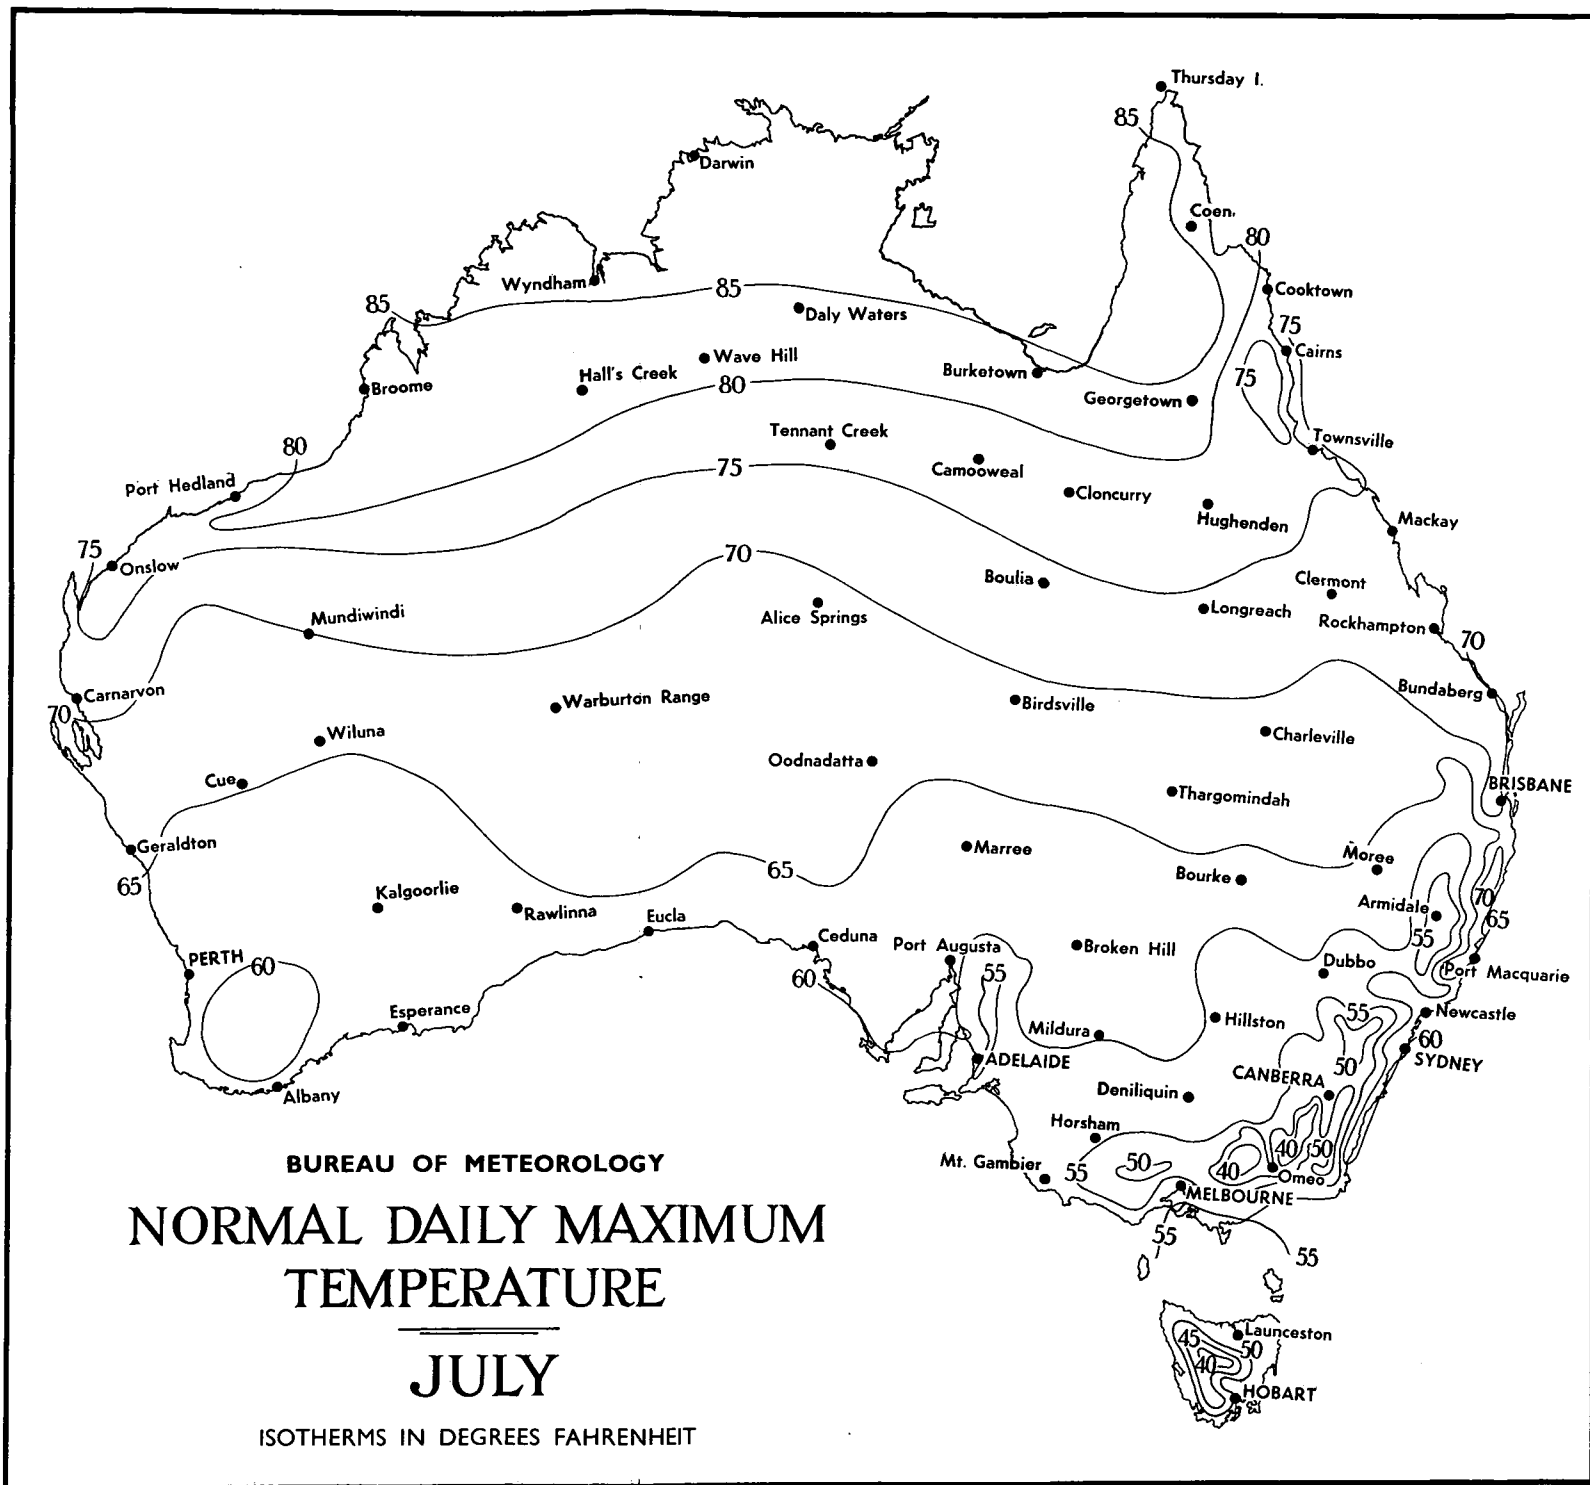 Thursday I.
85
Darwin
Coen.
80
Wyndham
85
85
Daly Waters
Cooktown
75
Cairns
Wave Hill
Hall's Creek
Burketown
75
Broome
80
Georgetown
Tennant Creek
Townsville
80
75
Camooweal
Port Hedland
Cloncurry
Hughenden
Mackay
75
Onslow
70
Boulia
Clermont
Alice Springs
Longreach
Mundiwindi
Rockhampton
70
Carnarvon
Warburton Range
Birdsville
Bundaberg
70
Wiluna
Charleville
Cue
Oodnadatta
Thargomindah
BRISBANE
Geraldton
65
Marree
Moree
65
Bourke
Kalgoorlie
Rawlinna
Armidale
70
65
Eucla
Ceduna
Port Augusta
Broken Hill
55
PERTH
60
60
55
Dubbo
Port Macquarie
Esperance
Mildura
Hillston
55
Newcastle
60
SYDNEY
ADELAIDE
50
CANBERRA
Albany
Deniliquin
Horsham
Mt. Gambier
55
50
40
40
50
Omeo
MELBOURNE
55
55
BUREAU OF METEOROLOGY
NORMAL DAILY MAXIMUM
TEMPERATURE
JULY
ISOTHERMS IN DEGREES FAHRENHEIT
45
Launceston
50
40
HOBART